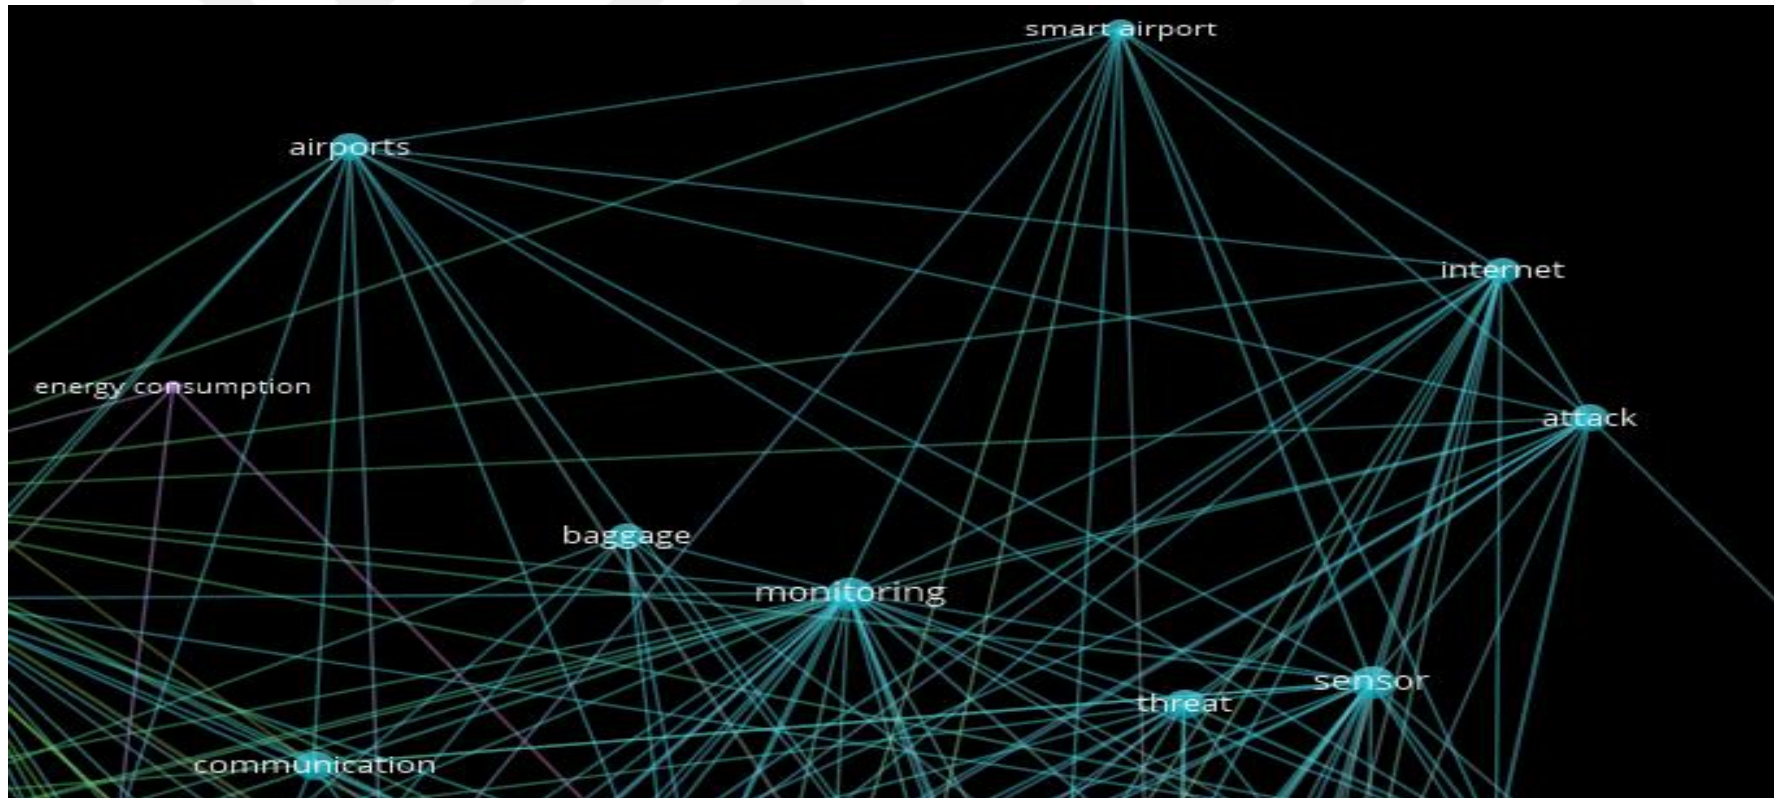 smart airport
airports
internet
energy consumption
attack
baggage
monitoring
sensor
threat
communication